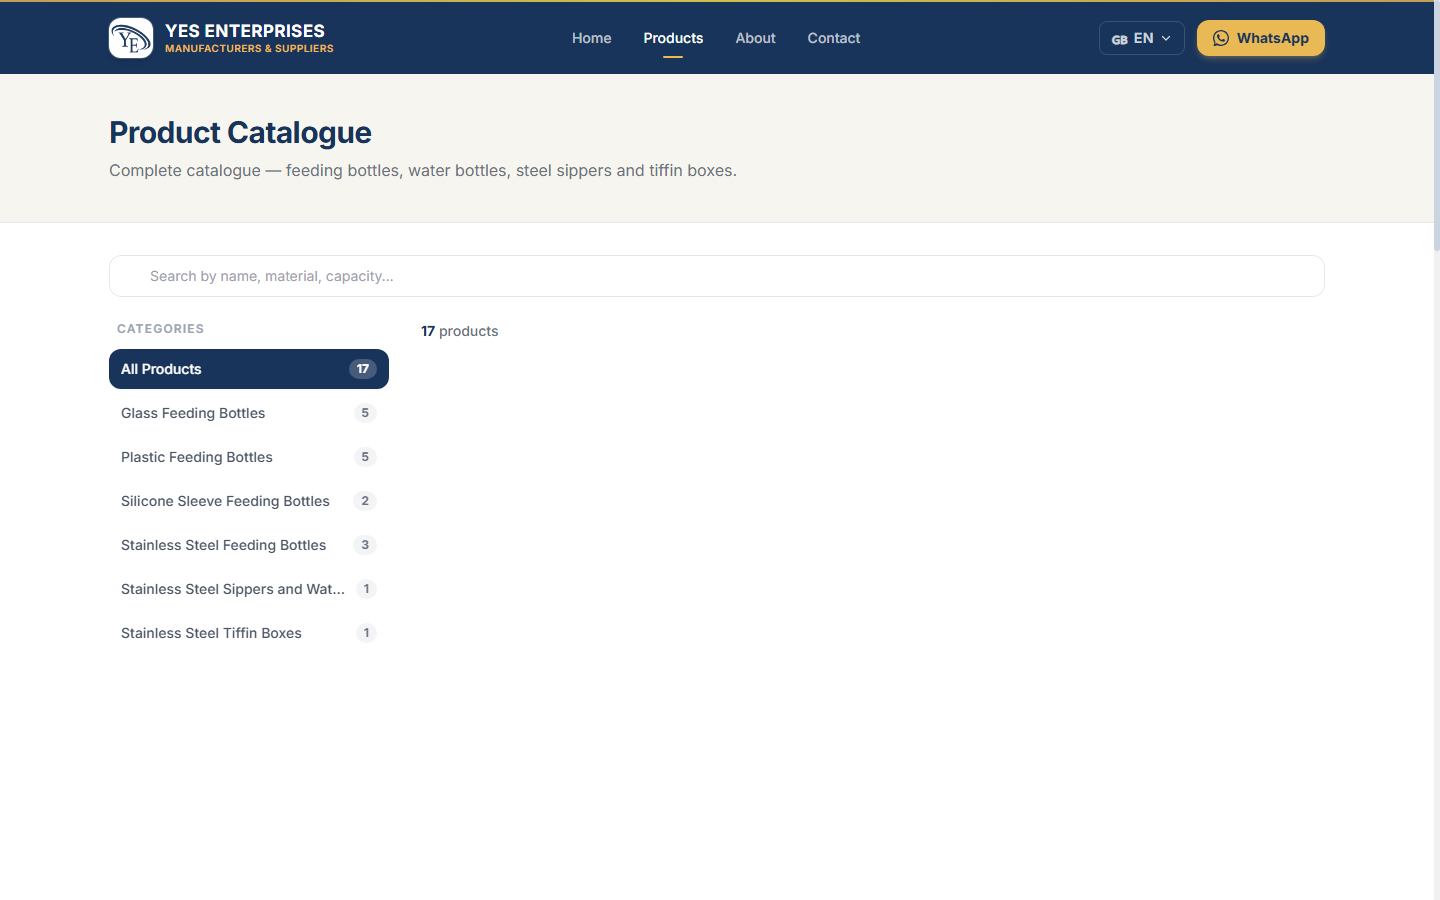 YE
YES ENTERPRISES
MANUFACTURERS & SUPPLIERS
Home
Products
About
Contact
GB EN
WhatsApp
Product Catalogue
Complete catalogue — feeding bottles, water bottles, steel sippers and tiffin boxes.
Search by name, material, capacity...
CATEGORIES
17 products
All Products 17
Glass Feeding Bottles 5
Plastic Feeding Bottles 5
Silicone Sleeve Feeding Bottles 2
Stainless Steel Feeding Bottles 3
Stainless Steel Sippers and Wat... 1
Stainless Steel Tiffin Boxes 1